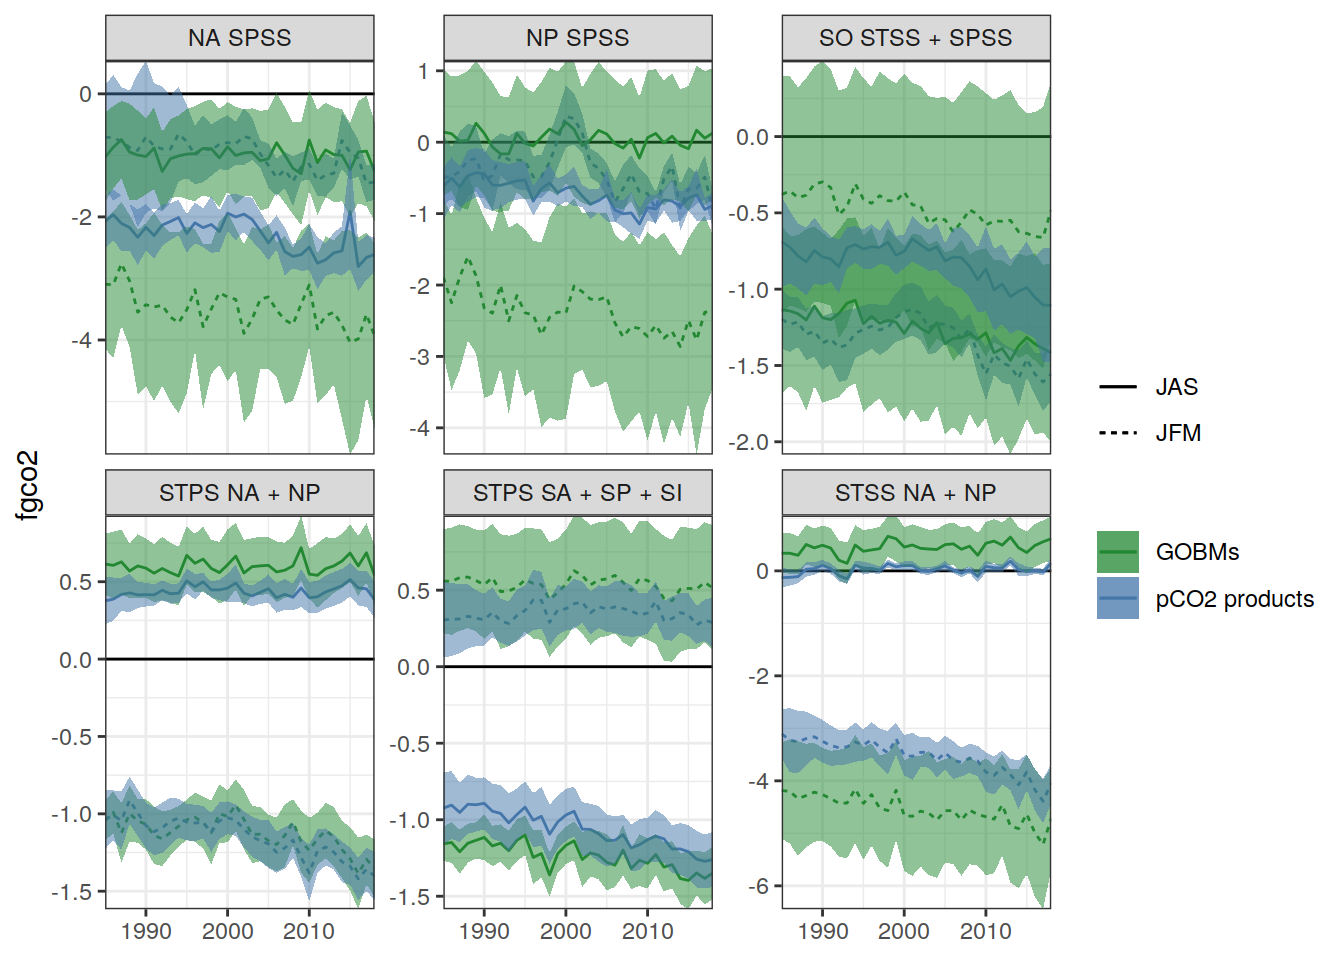 NA SPSS
NP SPSS
SO STSS + SPSS
0
-2
-4
1
0
-1
-2
-3
-4
0.0
-0.5
-1.0
-1.5
-2.0
fgco2
JAS
JFM
GOBMs
pCO2 products
STPS NA + NP
STPS SA + SP + SI
STSS NA + NP
0.5
0.0
-0.5
-1.0
-1.5
0.5
0.0
-0.5
-1.0
-1.5
0
-2
-4
-6
1990 2000 2010
1990 2000 2010
1990 2000 2010